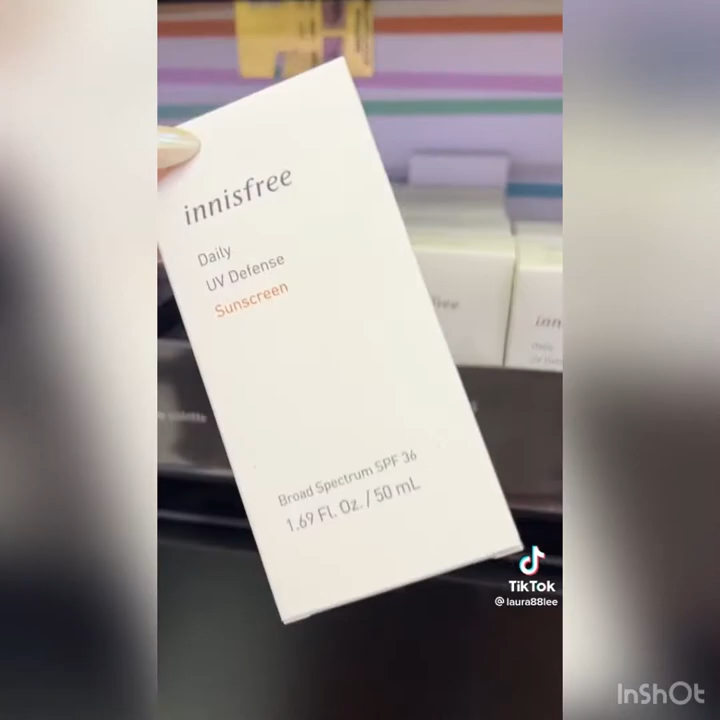 innisfree
Daily
UV Defense
Sunscreen
Broad Spectrum SPF 36
1.69 Fl. Oz. / 50 mL
TikTok
@laura88lee
InShOt